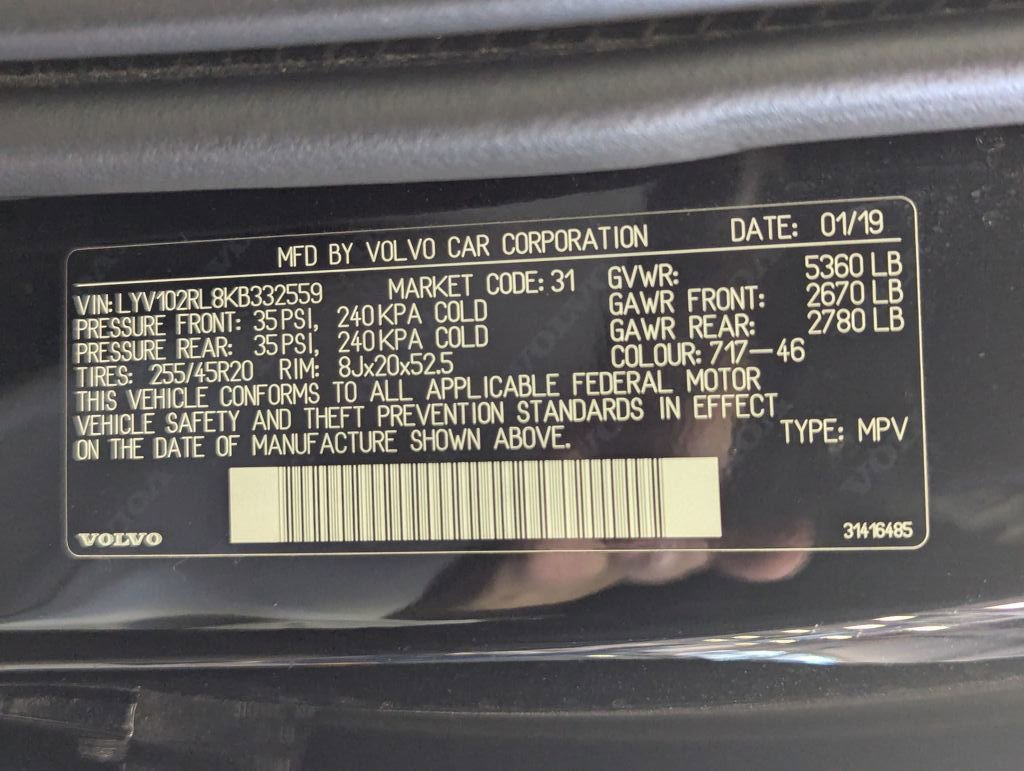 MFD BY VOLVO CAR CORPORATION DATE: 01/19
VIN: LYV102RL8KB332559 MARKET CODE: 31 GVWR: 5360 LB
PRESSURE FRONT: 35 PSI, 240 KPA COLD GAWR FRONT: 2670 LB
PRESSURE REAR: 35 PSI, 240 KPA COLD GAWR REAR: 2780 LB
TIRES: 255/45R20 RIM: 8Jx20x52.5 COLOUR: 717-46
THIS VEHICLE CONFORMS TO ALL APPLICABLE FEDERAL MOTOR
VEHICLE SAFETY AND THEFT PREVENTION STANDARDS IN EFFECT
ON THE DATE OF MANUFACTURE SHOWN ABOVE. TYPE: MPV
VOLVO 31416485